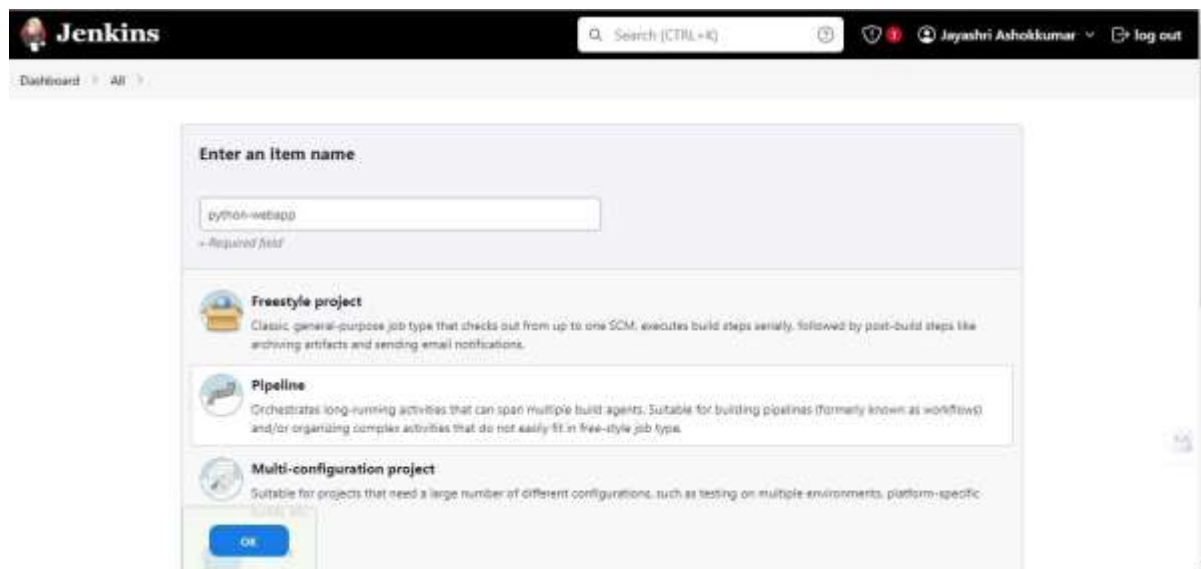 Jenkins
Search (CTRL+K)
1
Jayashri Ashokkumar
log out
Dashboard
All
Enter an item name
python-webapp
» Required field
Freestyle project
Classic, general-purpose job type that checks out from up to one SCM, executes build steps serially, followed by post-build steps like
archiving artifacts and sending email notifications.
Pipeline
Orchestrates long-running activities that can span multiple build agents. Suitable for building pipelines (formerly known as workflows)
and/or organizing complex activities that do not easily fit in free-style job type.
Multi-configuration project
Suitable for projects that need a large number of different configurations, such as testing on multiple environments, platform-specific
OK